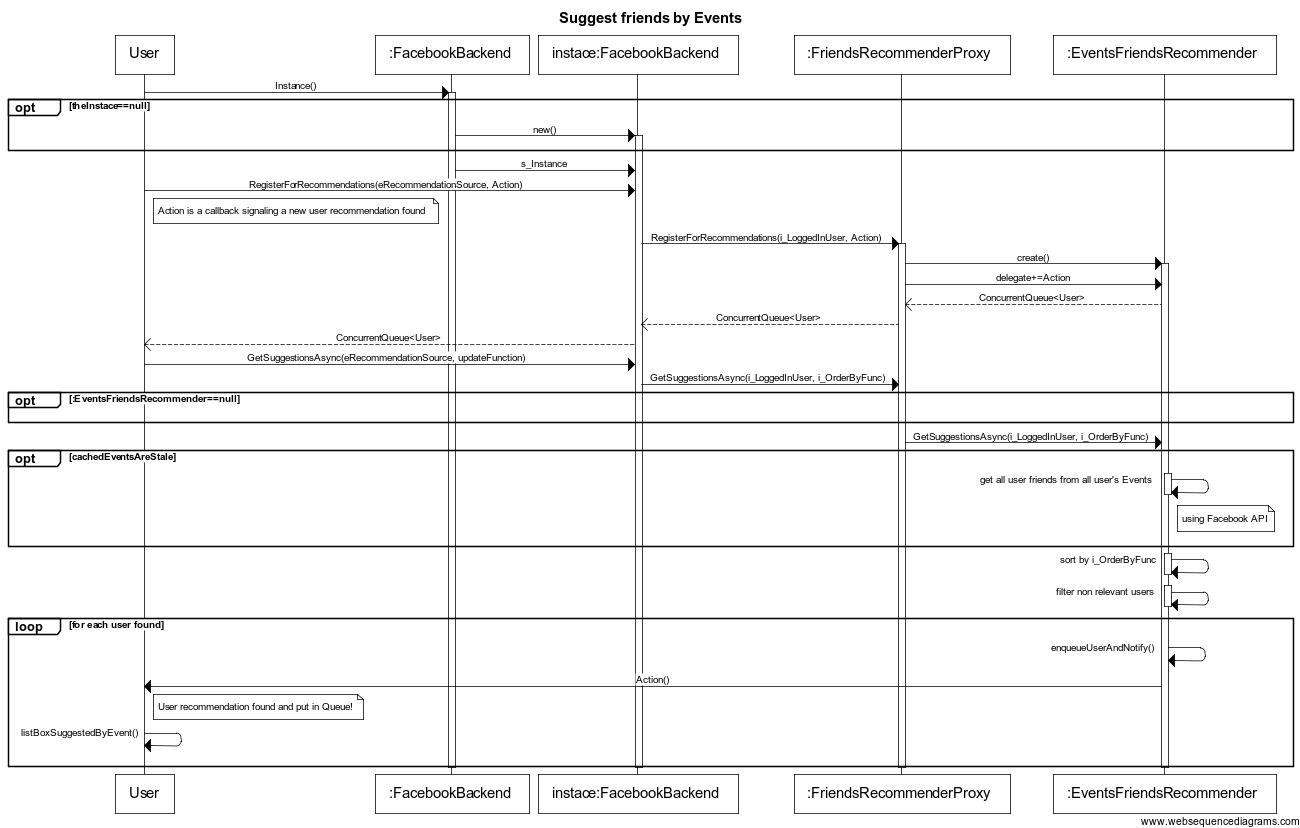 Suggest friends by Events
User
:FacebookBackend
instace:FacebookBackend
:FriendsRecommenderProxy
:EventsFriendsRecommender
Instance()
opt
[theInstace==null]
new()
s_Instance
RegisterForRecommendations(eRecommendationSource, Action)
Action is a callback signaling a new user recommendation found
RegisterForRecommendations(i_LoggedInUser, Action)
create()
delegate+=Action
ConcurrentQueue<User>
ConcurrentQueue<User>
ConcurrentQueue<User>
GetSuggestionsAsync(eRecommendationSource, updateFunction)
GetSuggestionsAsync(i_LoggedInUser, i_OrderByFunc)
opt
[:EventsFriendsRecommender==null]
GetSuggestionsAsync(i_LoggedInUser, i_OrderByFunc)
opt
[cachedEventsAreStale]
get all user friends from all user's Events
using Facebook API
sort by i_OrderByFunc
filter non relevant users
loop
[for each user found]
enqueueUserAndNotify()
Action()
User recommendation found and put in Queue!
listBoxSuggestedByEvent()
User
:FacebookBackend
instace:FacebookBackend
:FriendsRecommenderProxy
:EventsFriendsRecommender
www.websequencediagrams.com